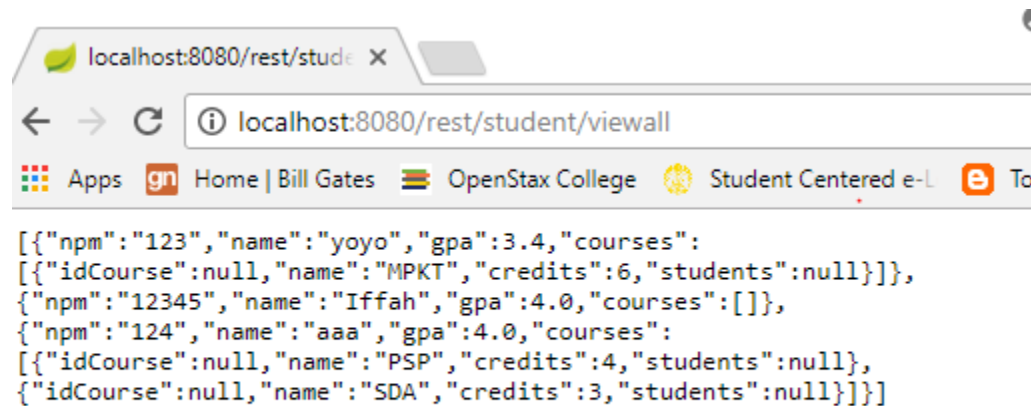 localhost:8080/rest/stude
localhost:8080/rest/student/viewall
Apps gn Home | Bill Gates OpenStax College Student Centered e-L To
[{"npm":"123","name":"yoyo","gpa":3.4,"courses":
[{"idCourse":null,"name":"MPKT","credits":6,"students":null}]},
{"npm":"12345","name":"Iffah","gpa":4.0,"courses":[]},
{"npm":"124","name":"aaa","gpa":4.0,"courses":
[{"idCourse":null,"name":"PSP","credits":4,"students":null},
{"idCourse":null,"name":"SDA","credits":3,"students":null}]}]